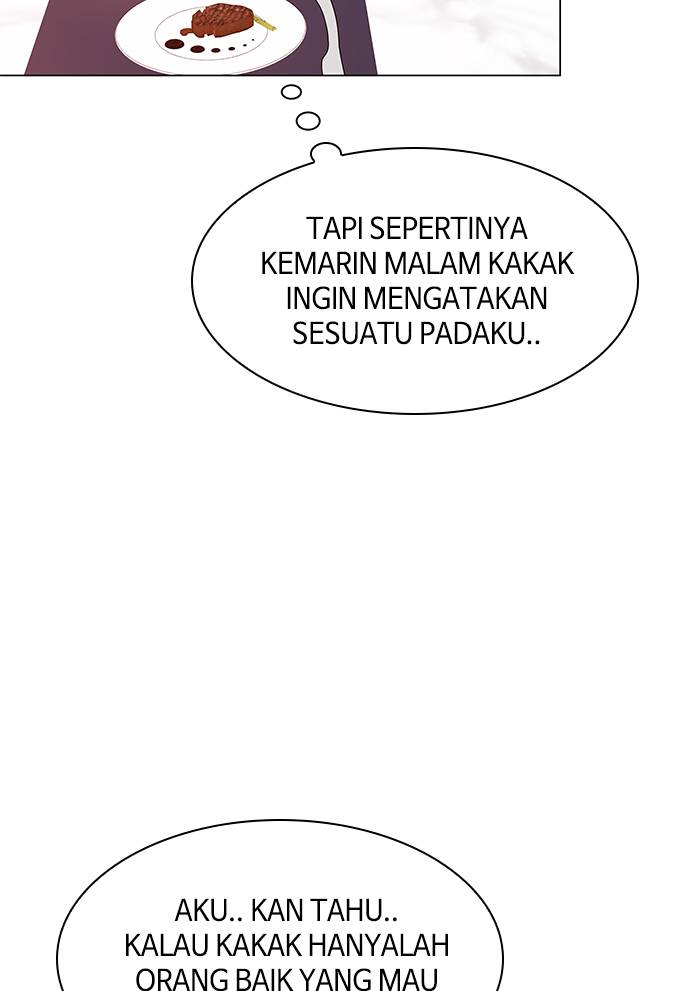 TAPI SEPERTINYA
KEMARIN MALAM KAKAK
INGIN MENGATAKAN
SESUATU PADAKU..
AKU.. KAN TAHU..
KALAU KAKAK HANYALAH
ORANG BAIK YANG MAU